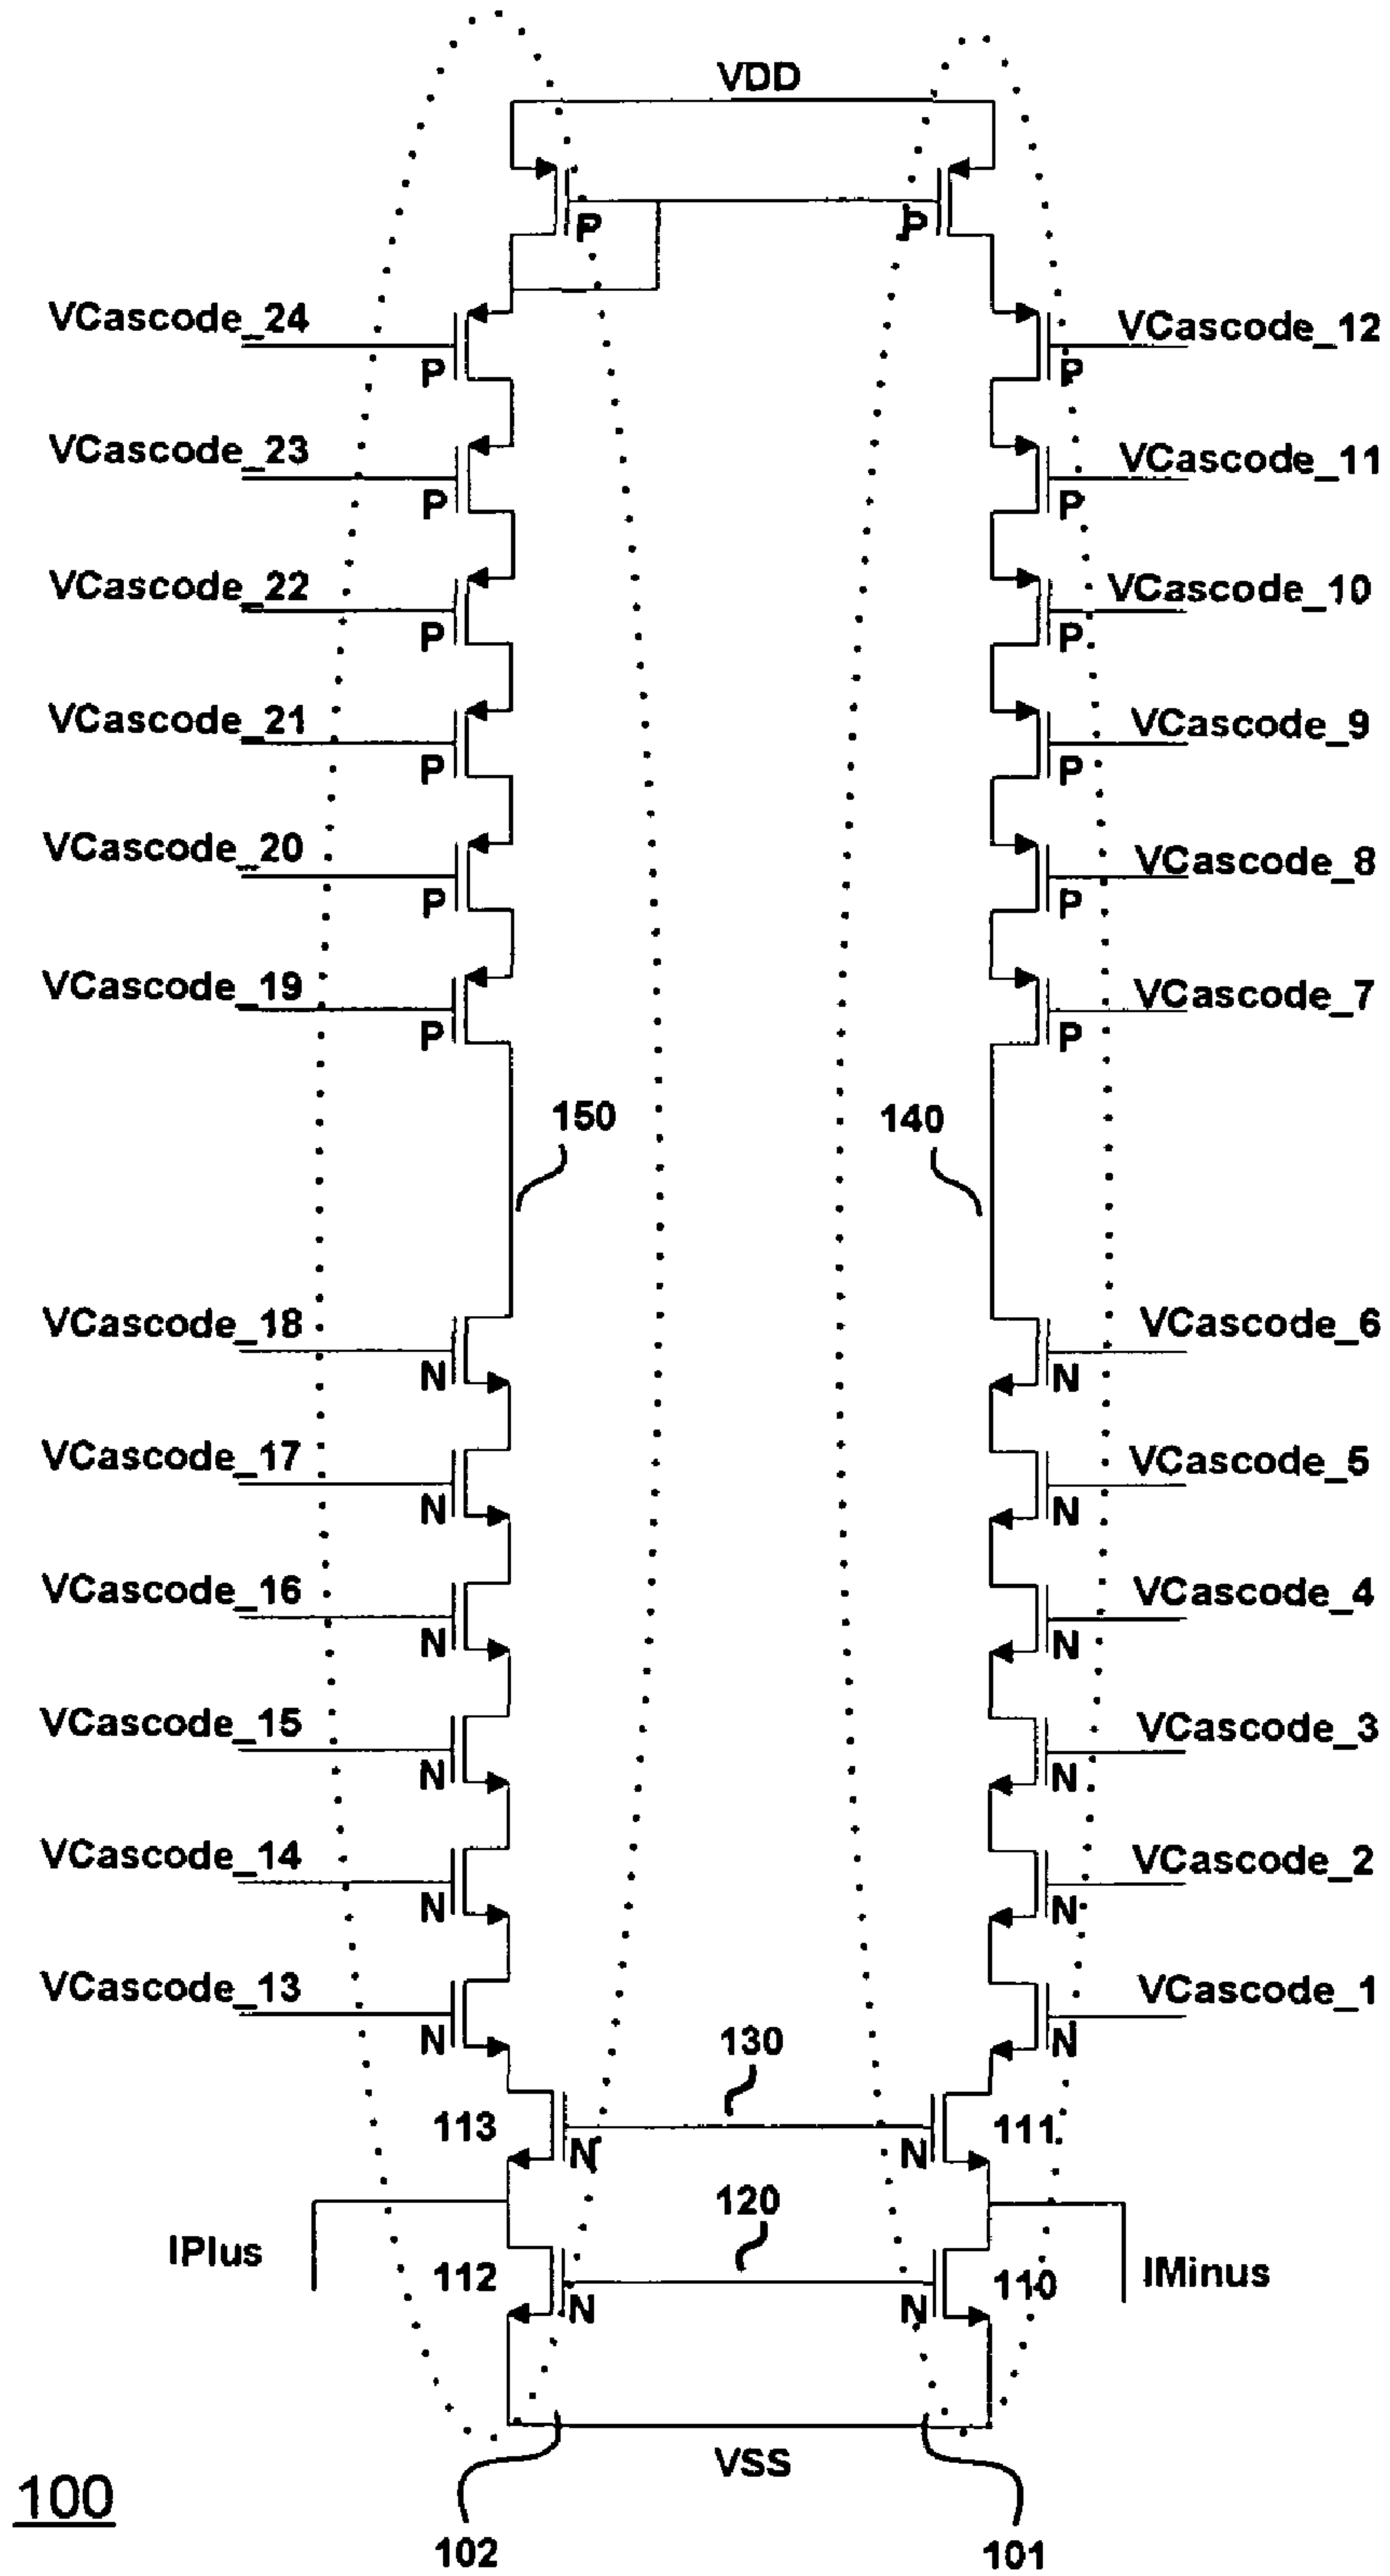 VDD
P P
VCascode_24 VCascode_12
P P
VCascode_23 VCascode_11
P P
VCascode_22 VCascode_10
P P
VCascode_21 VCascode_9
P P
VCascode_20 VCascode_8
P P
VCascode_19 VCascode_7
P P
150 140
VCascode_18 VCascode_6
N N
VCascode_17 VCascode_5
N N
VCascode_16 VCascode_4
N N
VCascode_15 VCascode_3
N N
VCascode_14 VCascode_2
N N
VCascode_13 VCascode_1
N N
130
113 111
N N
120
IPlus IMinus
112 110
N N
VSS
100
102 101